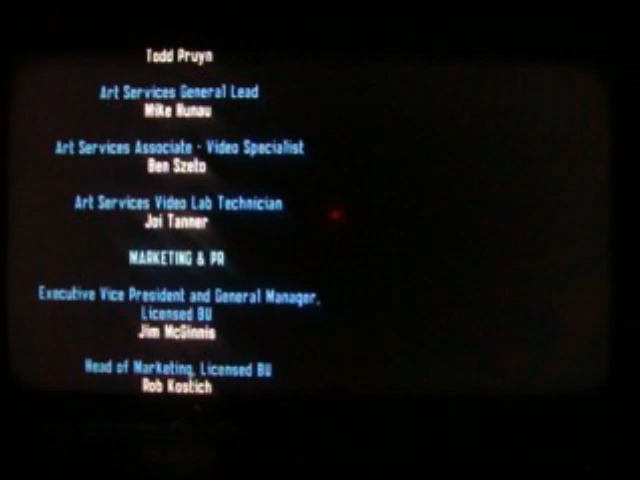 Todd Pruyn
Art Services General Lead
Mike Runau
Art Services Associate - Video Specialist
Ben Szeto
Art Services Video Lab Technician
Joi Tanner
MARKETING & PR
Executive Vice President and General Manager,
Licensed BU
Jim McGinnis
Head of Marketing, Licensed BU
Rob Kostich